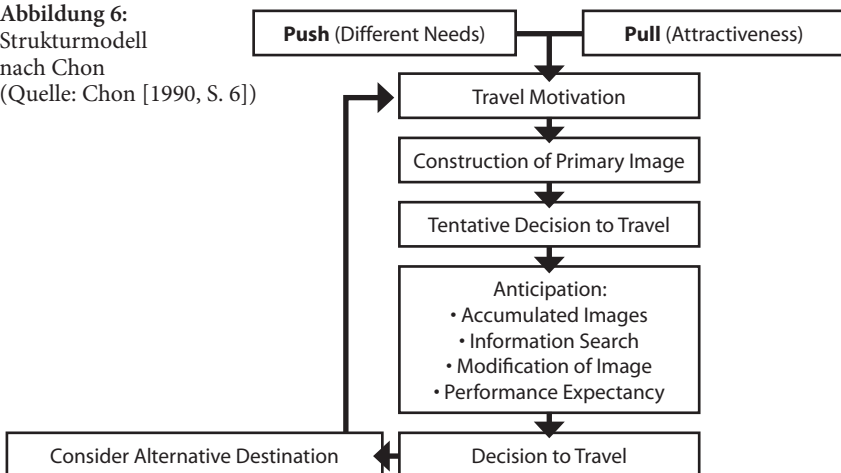 Abbildung 6:
Strukturmodell
nach Chon
(Quelle: Chon [1990, S. 6])
Push (Different Needs)
Pull (Attractiveness)
Travel Motivation
Construction of Primary Image
Tentative Decision to Travel
Anticipation:
• Accumulated Images
• Information Search
• Modification of Image
• Performance Expectancy
Consider Alternative Destination
Decision to Travel